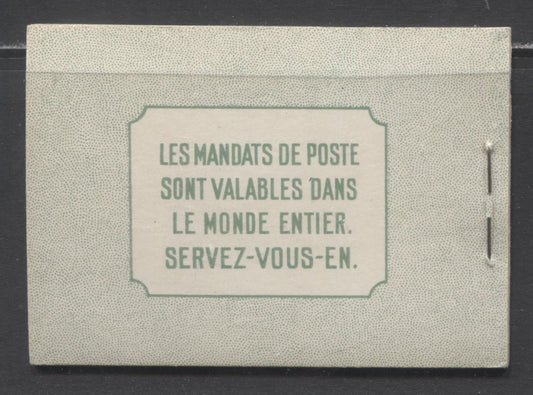 LES MANDATS DE POSTE
SONT VALABLES DANS
LE MONDE ENTIER.
SERVEZ-VOUS-EN.